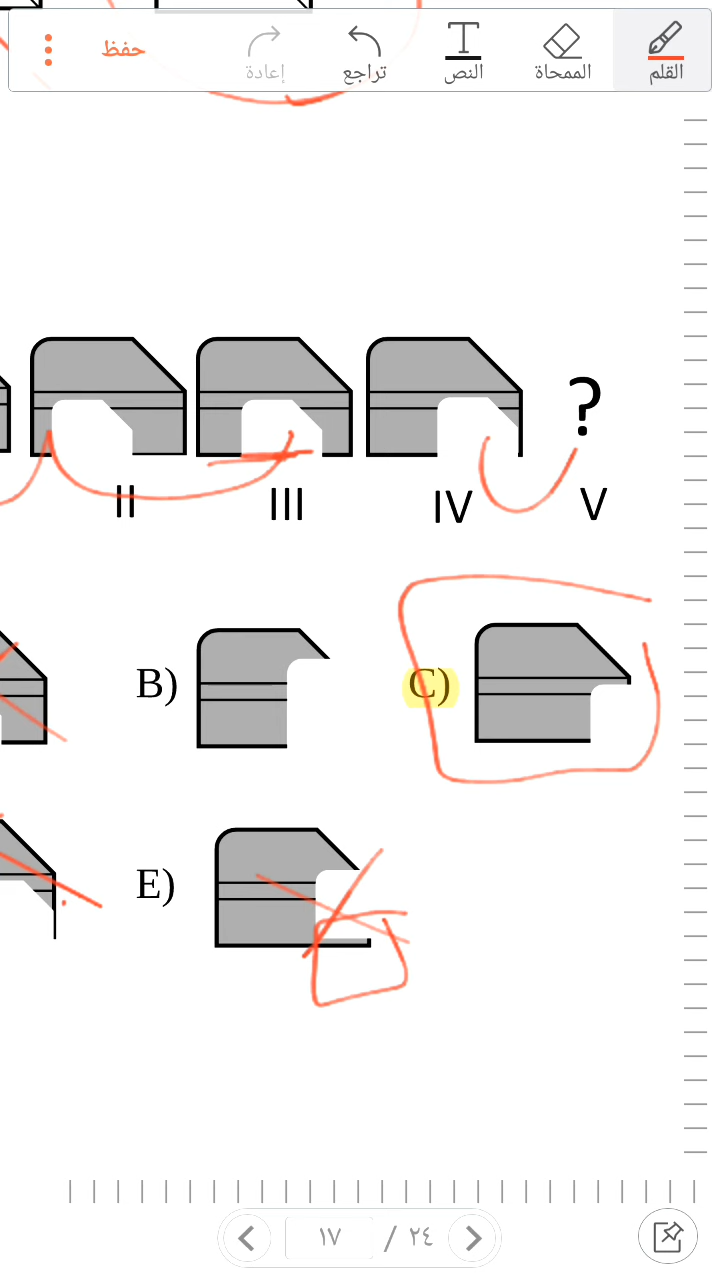 القلم الممحاة النص تراجع إعادة حفظ
?
II III IV V
B) C)
E)
١٧ / ٢٤